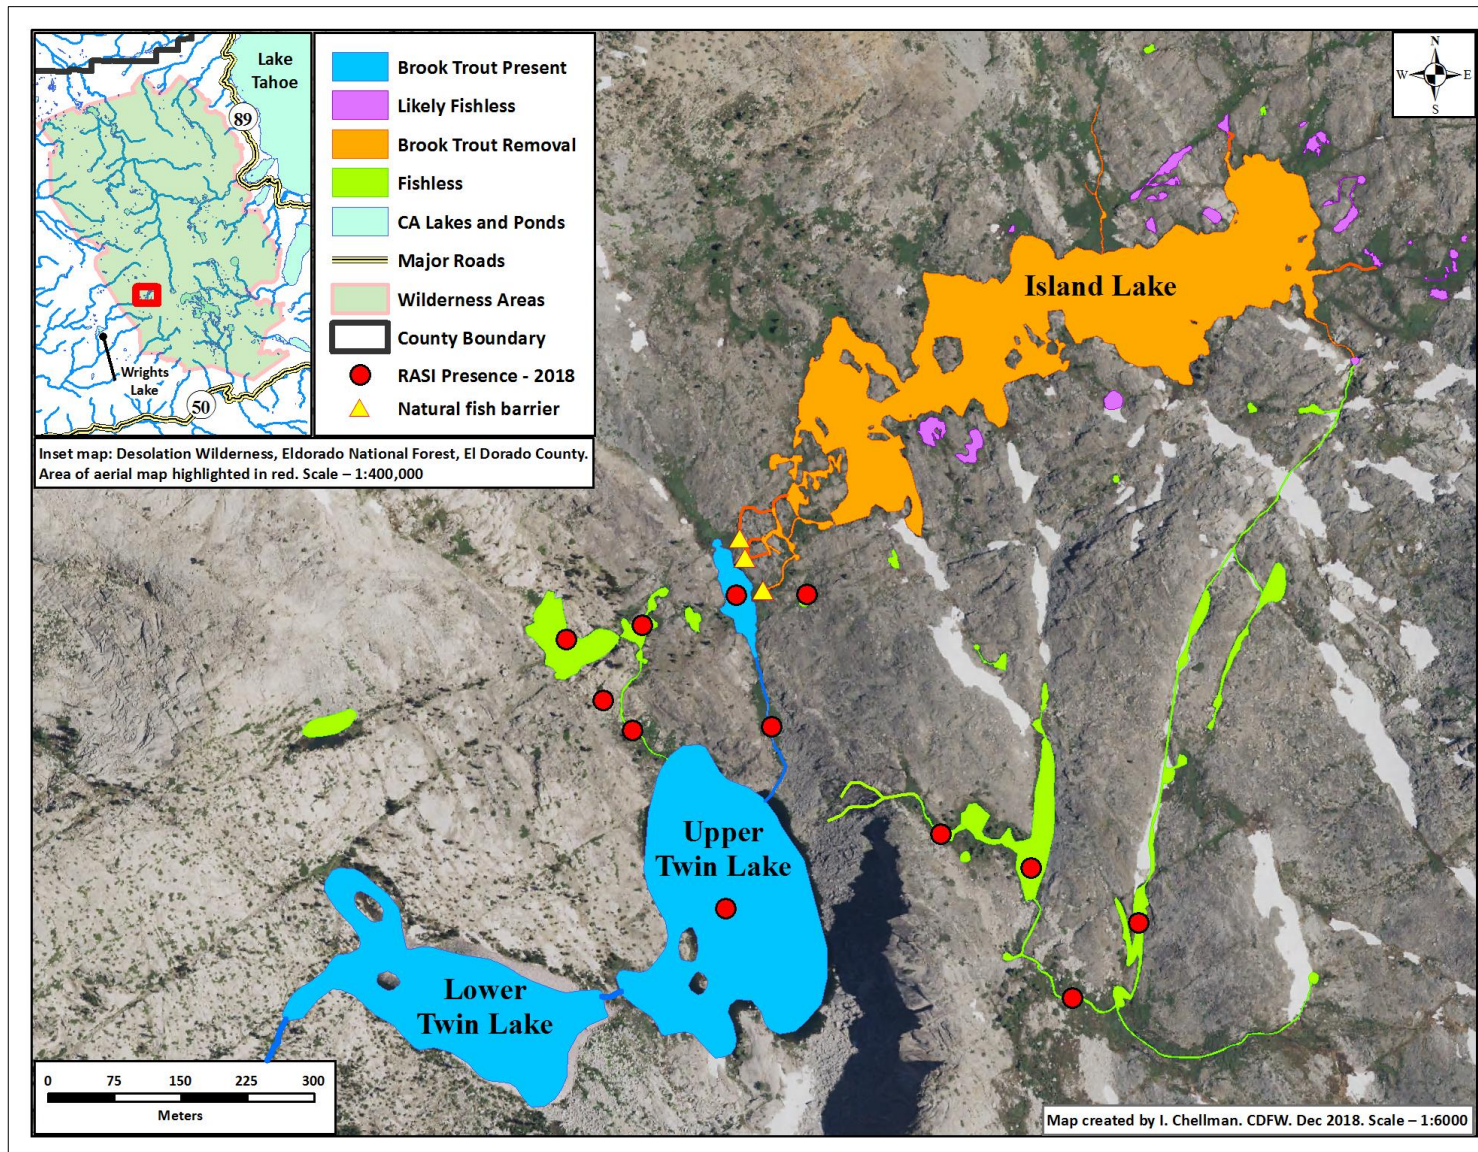 Lake
Tahoe
89
Wrights
Lake
50
Brook Trout Present
Likely Fishless
Brook Trout Removal
Fishless
CA Lakes and Ponds
Major Roads
Wilderness Areas
County Boundary
RASI Presence - 2018
Natural fish barrier
Inset map: Desolation Wilderness, Eldorado National Forest, El Dorado County.
Area of aerial map highlighted in red. Scale – 1:400,000
N
W E
S
Island Lake
Upper
Twin Lake
Lower
Twin Lake
0 75 150 225 300
Meters
Map created by I. Chellman. CDFW. Dec 2018. Scale – 1:6000